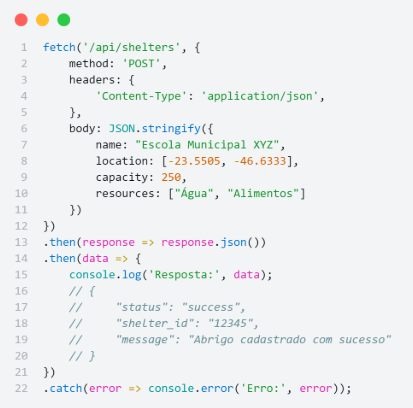 1 fetch('/api/shelters', {
2     method: 'POST',
3     headers: {
4         'Content-Type': 'application/json',
5     },
6     body: JSON.stringify({
7         name: "Escola Municipal XYZ",
8         location: [-23.5505, -46.6333],
9         capacity: 250,
10         resources: ["Água", "Alimentos"]
11     })
12 })
13 .then(response => response.json())
14 .then(data => {
15     console.log('Resposta:', data);
16     // {
17     //     "status": "success",
18     //     "shelter_id": "12345",
19     //     "message": "Abrigo cadastrado com sucesso"
20     // }
21 })
22 .catch(error => console.error('Erro:', error));